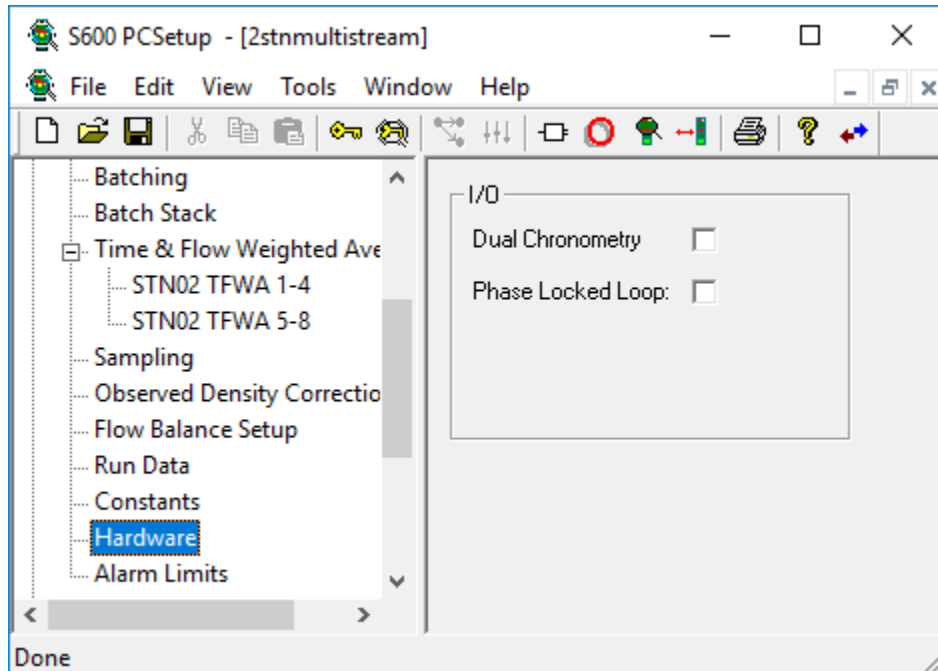 S600 PCSetup - [2stnmultistream]
File Edit View Tools Window Help
Batching
Batch Stack
Time & Flow Weighted Ave
STN02 TFWA 1-4
STN02 TFWA 5-8
Sampling
Observed Density Correctio
Flow Balance Setup
Run Data
Constants
Hardware
Alarm Limits
I/O
Dual Chronometry
Phase Locked Loop:
Done